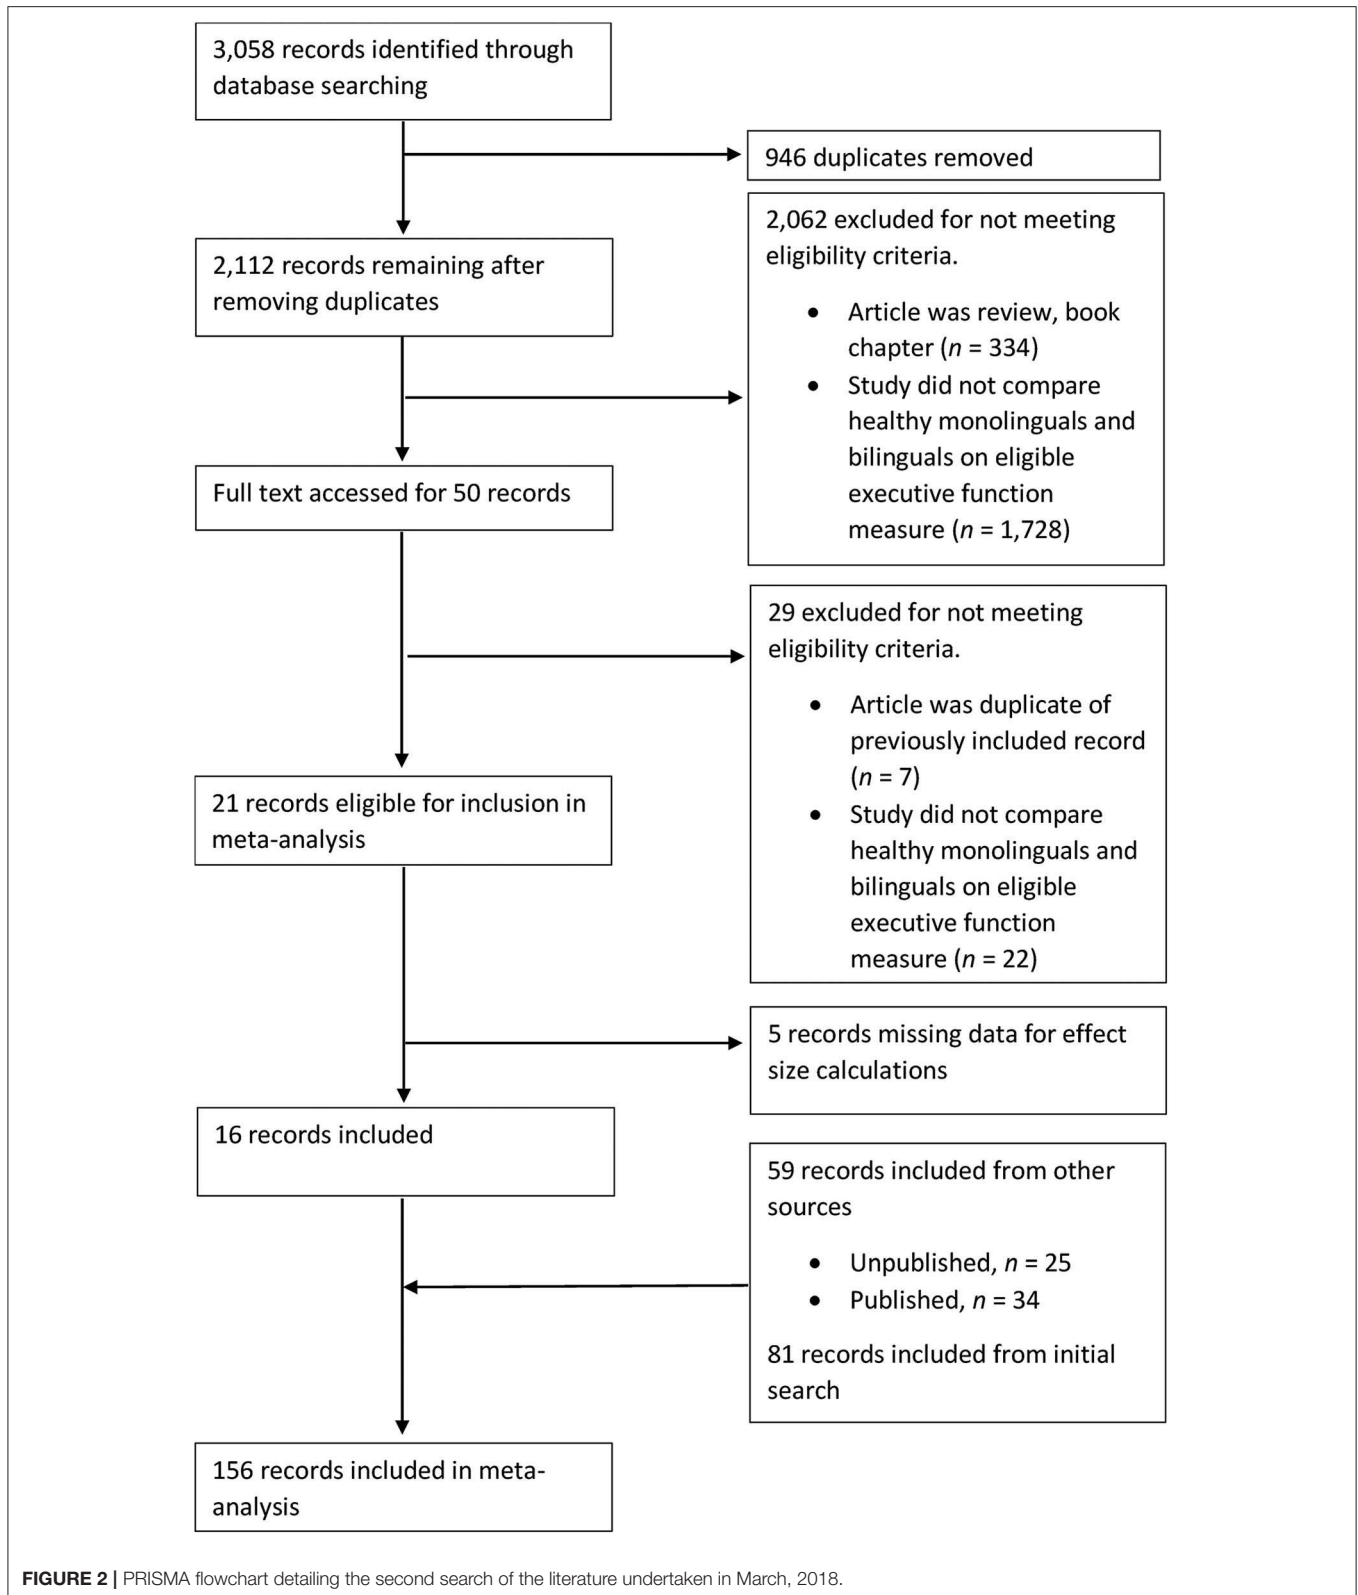 3,058 records identified through
database searching
946 duplicates removed
2,112 records remaining after
removing duplicates
2,062 excluded for not meeting
eligibility criteria.
• Article was review, book
chapter (n = 334)
• Study did not compare
healthy monolinguals and
bilinguals on eligible
executive function
measure (n = 1,728)
Full text accessed for 50 records
29 excluded for not meeting
eligibility criteria.
• Article was duplicate of
previously included record
(n = 7)
• Study did not compare
healthy monolinguals and
bilinguals on eligible
executive function
measure (n = 22)
21 records eligible for inclusion in
meta-analysis
5 records missing data for effect
size calculations
16 records included
59 records included from other
sources
• Unpublished, n = 25
• Published, n = 34
81 records included from initial
search
156 records included in meta-
analysis
FIGURE 2 | PRISMA flowchart detailing the second search of the literature undertaken in March, 2018.